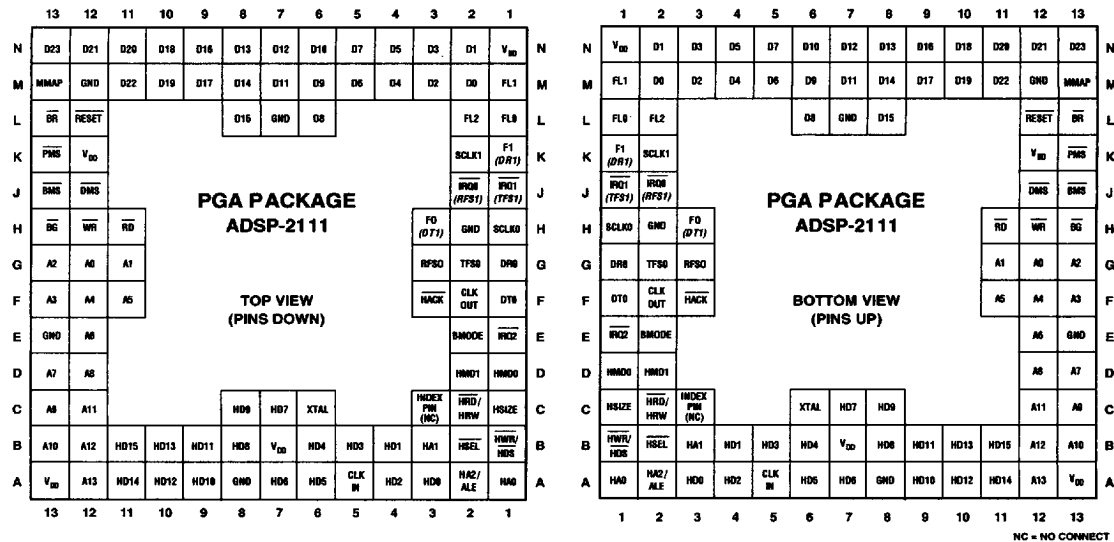 13 12 11 10 9 8 7 6 5 4 3 2 1
N D23 D21 D20 D18 D16 D13 D12 D10 D7 D5 D3 D1 VDD N
M MMAP GND D22 D19 D17 D14 D11 D9 D6 D4 D2 D0 FL1 M
L BR RESET D15 GND D8 FL2 FL0 L
K PMS VDD SCLK1 F1 (DR1) K
J BMS DMS IRQ0 (RFS1) IRQ1 (TFS1) J
PGA PACKAGE
ADSP-2111
H BG WR RD FO (DT1) GND SCLK0 H
G A2 A0 A1 RFS0 TFS0 DR0 G
F A3 A4 A5 HACK CLK OUT DT0 F
TOP VIEW
(PINS DOWN)
E GND A6 BMODE IRQ2 E
D A7 A8 HMD1 HMD0 D
C A9 A11 HD9 HD7 XTAL INDEX PIN (NC) HRD/ HRW HSIZE C
B A10 A12 HD15 HD13 HD11 HD8 VDD HD4 HD3 HD1 HA1 HSEL HWR/ HDS B
A VDD A13 HD14 HD12 HD10 GND HD6 HD5 CLK IN HD2 HD0 HA2/ ALE HA0 A
13 12 11 10 9 8 7 6 5 4 3 2 1
1 2 3 4 5 6 7 8 9 10 11 12 13
N VDD D1 D3 D5 D7 D10 D12 D13 D16 D18 D20 D21 D23 N
M FL1 D0 D2 D4 D6 D9 D11 D14 D17 D19 D22 GND MMAP M
L FL0 FL2 D8 GND D15 RESET BR L
K F1 (DR1) SCLK1 VDD PMS K
J IRQ1 (TFS1) IRQ0 (RFS1) DMS BMS J
PGA PACKAGE
ADSP-2111
H SCLK0 GND FO (DT1) RD WR BG H
G DR0 TFS0 RFS0 A1 A0 A2 G
F DT0 CLK OUT HACK A5 A4 A3 F
BOTTOM VIEW
(PINS UP)
E IRQ2 BMODE A6 GND E
D HMD0 HMD1 A8 A7 D
C HSIZE HRD/ HRW INDEX PIN (NC) XTAL HD7 HD9 A11 A9 C
B HWR/ HDS HSEL HA1 HD1 HD3 HD4 VDD HD8 HD11 HD13 HD15 A12 A10 B
A HA0 HA2/ ALE HD0 HD2 CLK IN HD5 HD6 GND HD10 HD12 HD14 A13 VDD A
1 2 3 4 5 6 7 8 9 10 11 12 13
NC = NO CONNECT